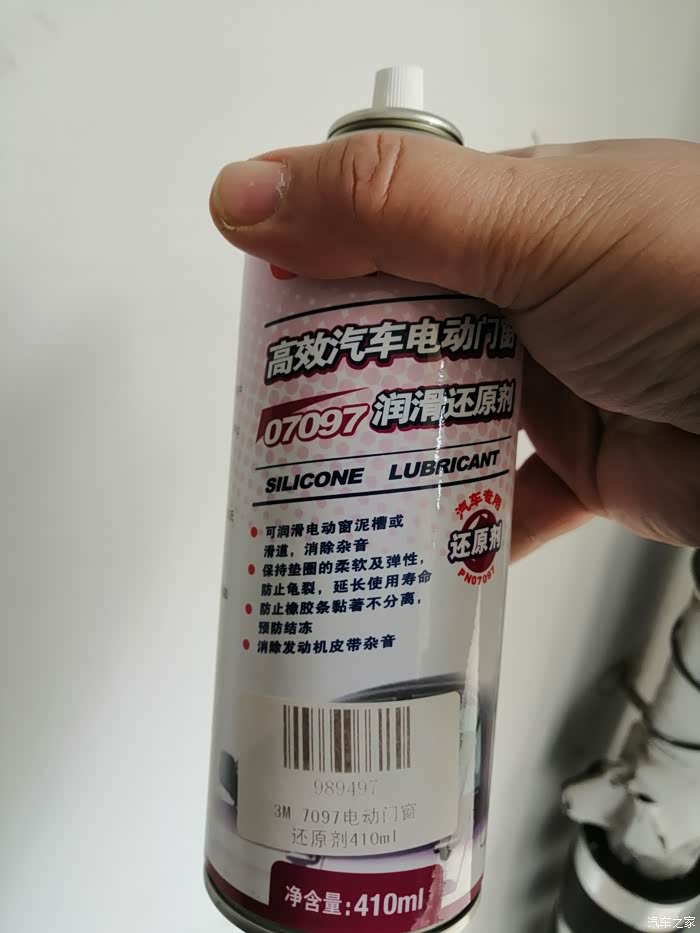 高效汽车电动门窗
07097 润滑还原剂
SILICONE LUBRICANT
汽车专用
还原剂
PN07097
可润滑电动窗泥槽或
滑道，消除杂音
保持垫圈的柔软及弹性，
防止龟裂，延长使用寿命
防止橡胶条黏著不分离，
预防结冻
消除发动机皮带杂音
989497
3M 7097电动门窗
还原剂410ml
净含量:410ml
汽车之家